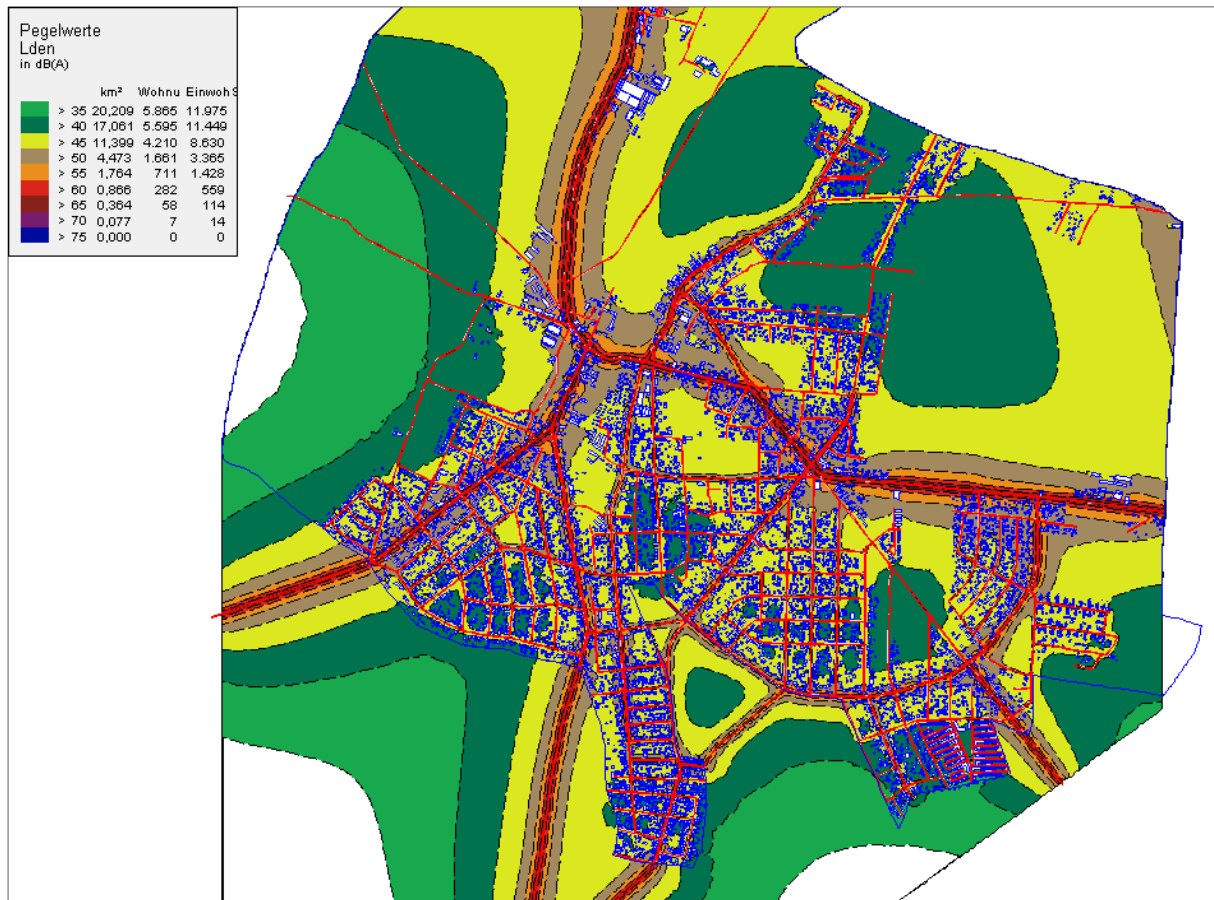 Pegelwerte
Lden
in dB(A)
km² Wohnu Einwoh
> 35 20,209 5.865 11.975
> 40 17,061 5.595 11.449
> 45 11,399 4.210 8.630
> 50 4,473 1.661 3.365
> 55 1,764 711 1.428
> 60 0,866 282 559
> 65 0,364 58 114
> 70 0,077 7 14
> 75 0,000 0 0